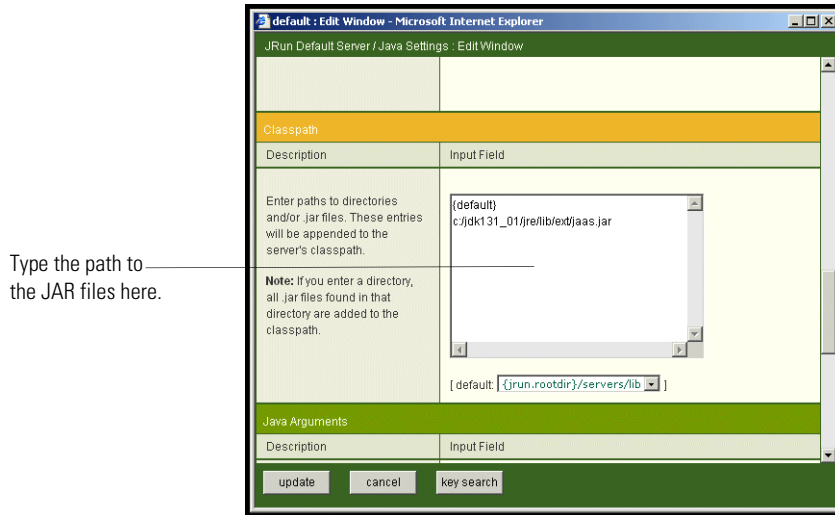 default : Edit Window - Microsoft Internet Explorer
JRun Default Server / Java Settings : Edit Window
Classpath
Description
Input Field
Enter paths to directories
and/or .jar files. These entries
will be appended to the
server's classpath.
Note: If you enter a directory,
all .jar files found in that
directory are added to the
classpath.
{default}
c:/jdk131_01/jre/lib/ext/jaas.jar
[ default: {jrun.rootdir}/servers/lib ]
Type the path to
the JAR files here.
Java Arguments
Description
Input Field
update
cancel
key search